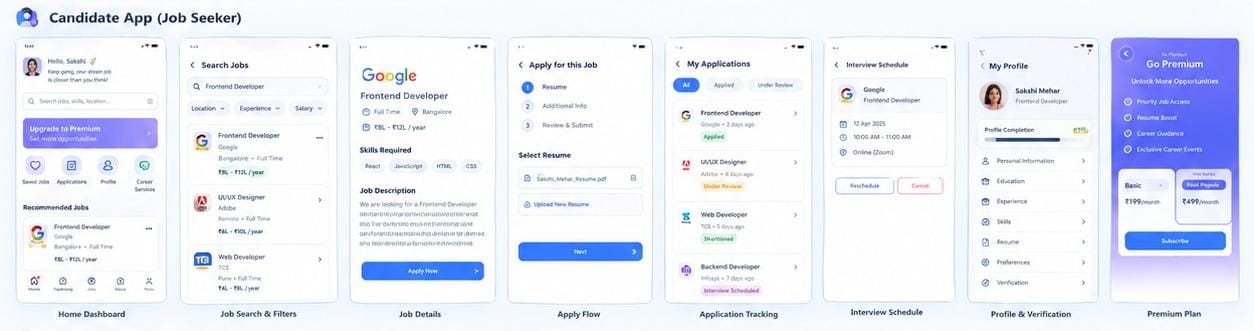 Candidate App (Job Seeker)
Hello, Sakshi
Keep going, your dream job
is closer than you think!
Search jobs, skills, location...
Upgrade to Premium
Get more opportunities
Saved Jobs
Applications
Profile
Career
Services
Recommended Jobs
Frontend Developer
Google
Bangalore • Full Time
₹8L - ₹12L / year
Home
Home Dashboard
Search Jobs
Frontend Developer
Location
Experience
Salary
Frontend Developer
Google
Bangalore • Full Time
₹8L - ₹12L / year
UI/UX Designer
Adobe
Remote • Full Time
₹6L - ₹10L / year
Web Developer
TCS
Pune • Full Time
₹4L - ₹8L / year
Job Search & Filters
Google
Frontend Developer
Full Time
Bangalore
₹8L - ₹12L / year
Skills Required
React
JavaScript
HTML
CSS
Job Description
We are looking for a Frontend Developer
Apply Now
Job Details
Apply for this Job
1 Resume
2 Additional Info
3 Review & Submit
Select Resume
Sakshi_Mehar_Resume.pdf
Upload New Resume
Next
Apply Flow
My Applications
All
Applied
Under Review
Frontend Developer
Google • 2 days ago
Applied
UI/UX Designer
Adobe • 6 days ago
Under Review
Web Developer
TCS • 5 days ago
Shortlisted
Backend Developer
Infosys • 7 days ago
Interview Scheduled
Application Tracking
Interview Schedule
Google
Frontend Developer
12 Apr 2025
10:00 AM - 11:00 AM
Online (Zoom)
Reschedule
Cancel
Interview Schedule
My Profile
Sakshi Mehar
Frontend Developer
Profile Completion
Personal Information
Education
Experience
Skills
Resume
Preferences
Verification
Profile & Verification
Go Premium
Go Premium
Unlock More Opportunities
Priority Job Access
Resume Boost
Career Guidance
Exclusive Career Events
Basic
₹199/month
₹499/month
Subscribe
Premium Plan